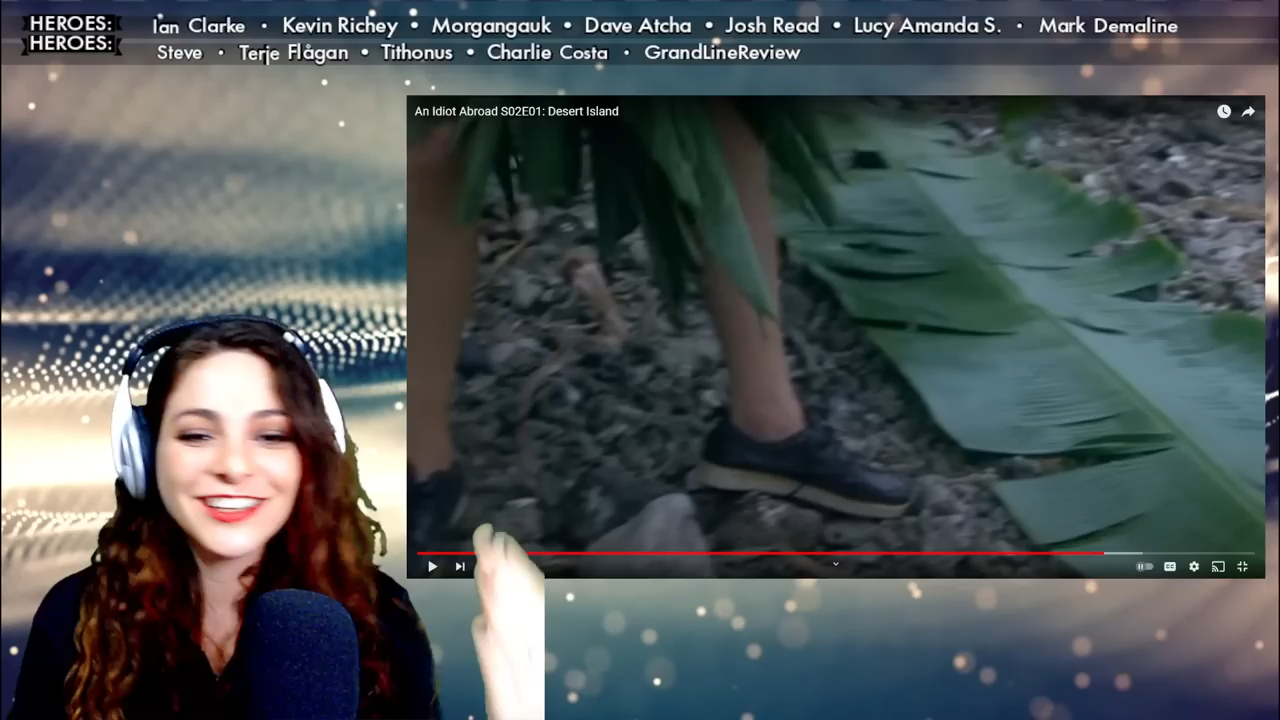 HEROES: Ian Clarke • Kevin Richey • Morgangauk • Dave Atcha • Josh Read • Lucy Amanda S. • Mark Demaline
HEROES: Steve • Terje Flågan • Tithonus • Charlie Costa • GrandLineReview
An Idiot Abroad S02E01: Desert Island
CC